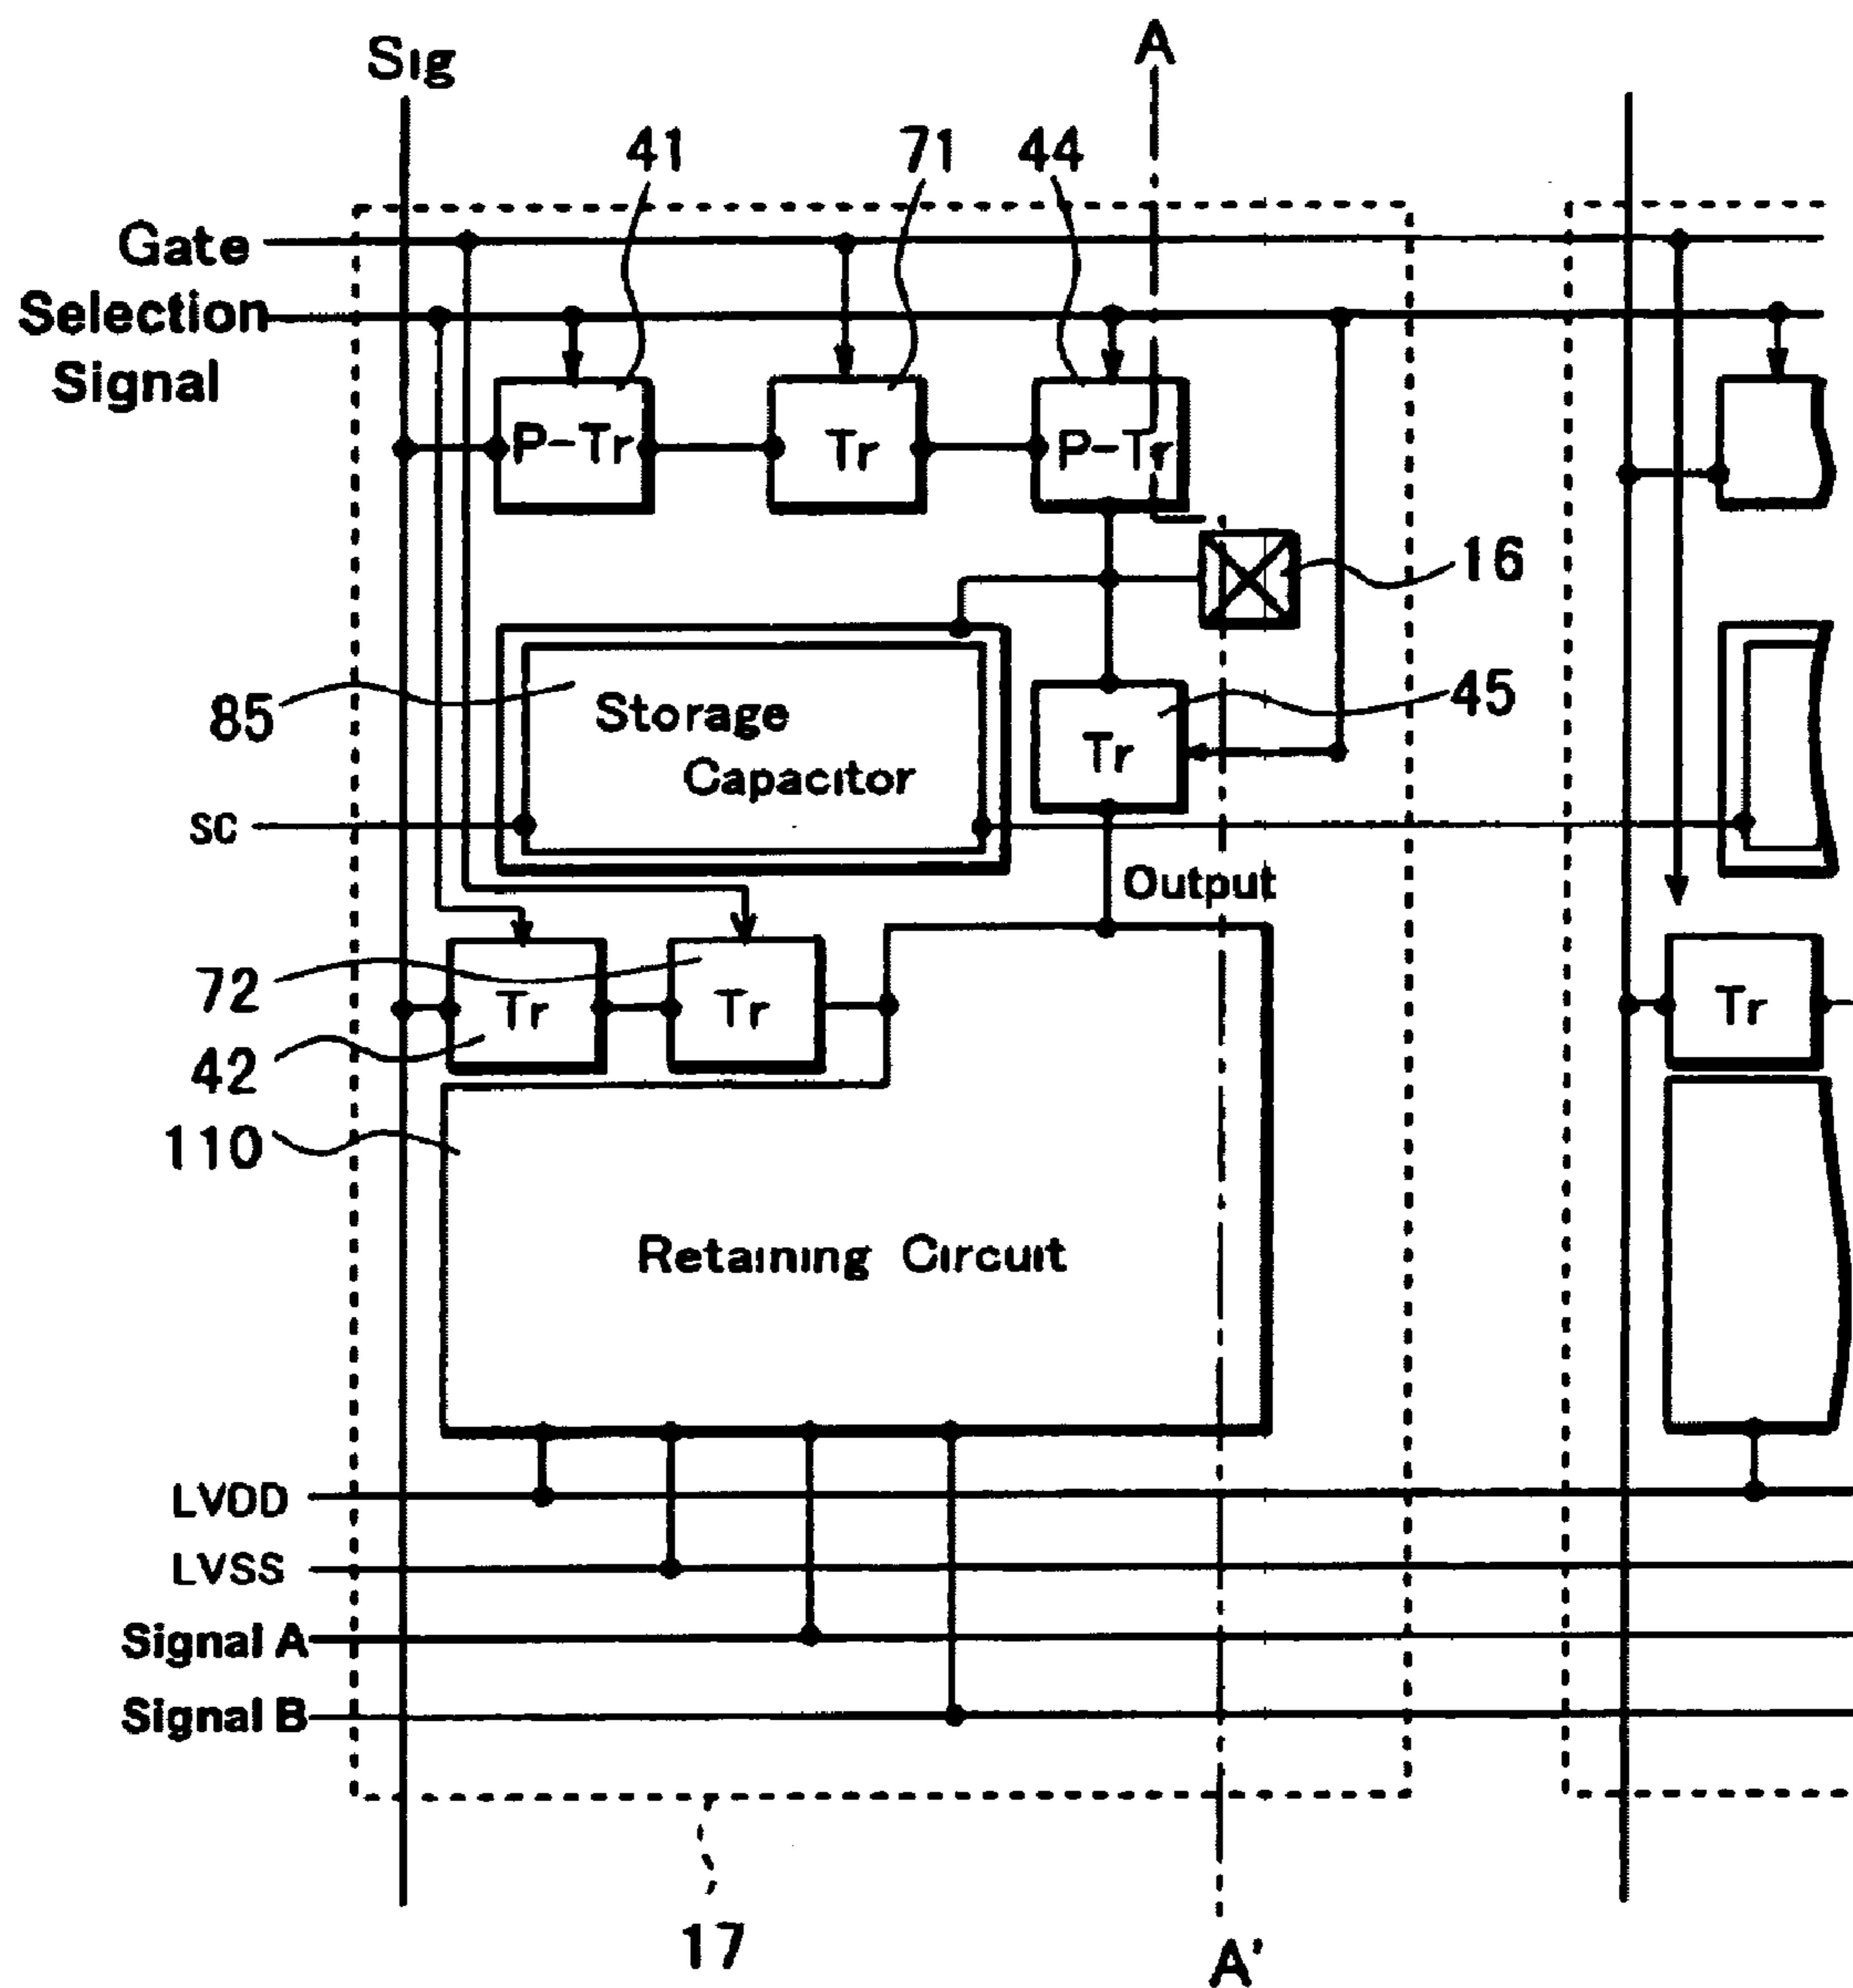 Sig
A
41
71
44
Gate
Selection
Signal
P-Tr
Tr
P-Tr
16
85
Storage
Capacitor
45
Tr
SC
Output
72
Tr
Tr
Tr
42
110
Retaining Circuit
LVDD
LVSS
Signal A
Signal B
17
A'